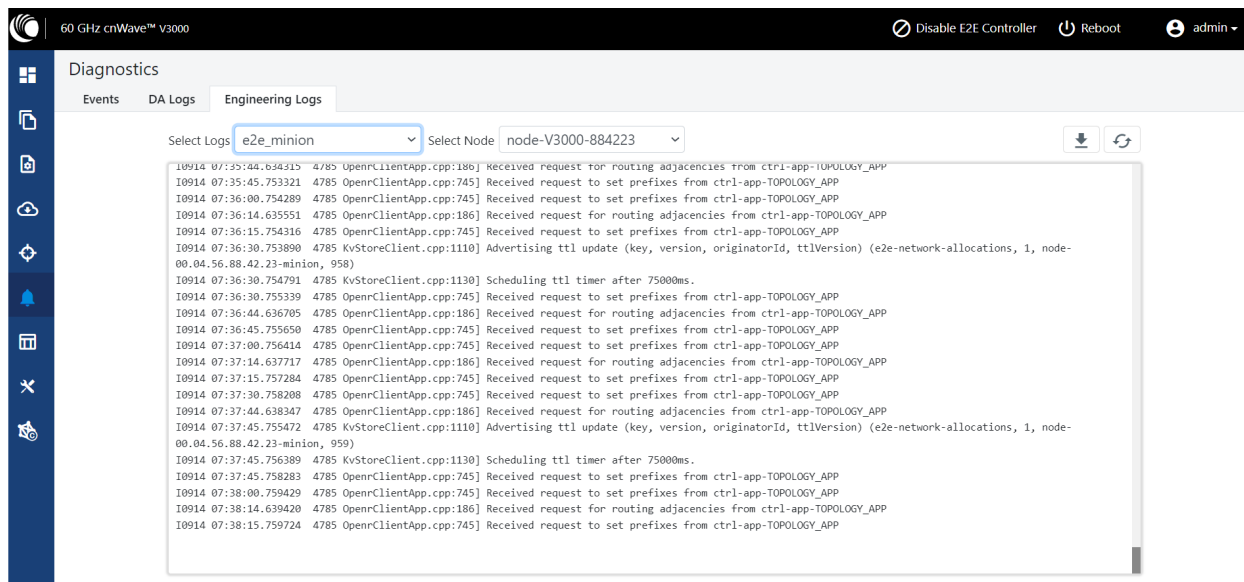 60 GHz cnWave™ V3000
Disable E2E Controller
Reboot
admin
Diagnostics
Events
DA Logs
Engineering Logs
Select Logs
e2e_minion
Select Node
node-V3000-884223
I0914 07:35:44.634315  4785 OpenrClientApp.cpp:186] Received request for routing adjacencies from ctrl-app-TOPOLOGY_APP
I0914 07:35:45.753321  4785 OpenrClientApp.cpp:745] Received request to set prefixes from ctrl-app-TOPOLOGY_APP
I0914 07:36:00.754289  4785 OpenrClientApp.cpp:745] Received request to set prefixes from ctrl-app-TOPOLOGY_APP
I0914 07:36:14.635551  4785 OpenrClientApp.cpp:186] Received request for routing adjacencies from ctrl-app-TOPOLOGY_APP
I0914 07:36:15.754316  4785 OpenrClientApp.cpp:745] Received request to set prefixes from ctrl-app-TOPOLOGY_APP
I0914 07:36:30.753890  4785 KvStoreClient.cpp:1110] Advertising ttl update (key, version, originatorId, ttlVersion) (e2e-network-allocations, 1, node-
00.04.56.88.42.23-minion, 958)
I0914 07:36:30.754791  4785 KvStoreClient.cpp:1130] Scheduling ttl timer after 75000ms.
I0914 07:36:30.755339  4785 OpenrClientApp.cpp:745] Received request to set prefixes from ctrl-app-TOPOLOGY_APP
I0914 07:36:44.636705  4785 OpenrClientApp.cpp:186] Received request for routing adjacencies from ctrl-app-TOPOLOGY_APP
I0914 07:36:45.755650  4785 OpenrClientApp.cpp:745] Received request to set prefixes from ctrl-app-TOPOLOGY_APP
I0914 07:37:00.756414  4785 OpenrClientApp.cpp:745] Received request to set prefixes from ctrl-app-TOPOLOGY_APP
I0914 07:37:14.637717  4785 OpenrClientApp.cpp:186] Received request for routing adjacencies from ctrl-app-TOPOLOGY_APP
I0914 07:37:15.757284  4785 OpenrClientApp.cpp:745] Received request to set prefixes from ctrl-app-TOPOLOGY_APP
I0914 07:37:30.758208  4785 OpenrClientApp.cpp:745] Received request to set prefixes from ctrl-app-TOPOLOGY_APP
I0914 07:37:44.638347  4785 OpenrClientApp.cpp:186] Received request for routing adjacencies from ctrl-app-TOPOLOGY_APP
I0914 07:37:45.755472  4785 KvStoreClient.cpp:1110] Advertising ttl update (key, version, originatorId, ttlVersion) (e2e-network-allocations, 1, node-
00.04.56.88.42.23-minion, 959)
I0914 07:37:45.756389  4785 KvStoreClient.cpp:1130] Scheduling ttl timer after 75000ms.
I0914 07:37:45.758283  4785 OpenrClientApp.cpp:745] Received request to set prefixes from ctrl-app-TOPOLOGY_APP
I0914 07:38:00.759429  4785 OpenrClientApp.cpp:745] Received request to set prefixes from ctrl-app-TOPOLOGY_APP
I0914 07:38:14.639420  4785 OpenrClientApp.cpp:186] Received request for routing adjacencies from ctrl-app-TOPOLOGY_APP
I0914 07:38:15.759724  4785 OpenrClientApp.cpp:745] Received request to set prefixes from ctrl-app-TOPOLOGY_APP